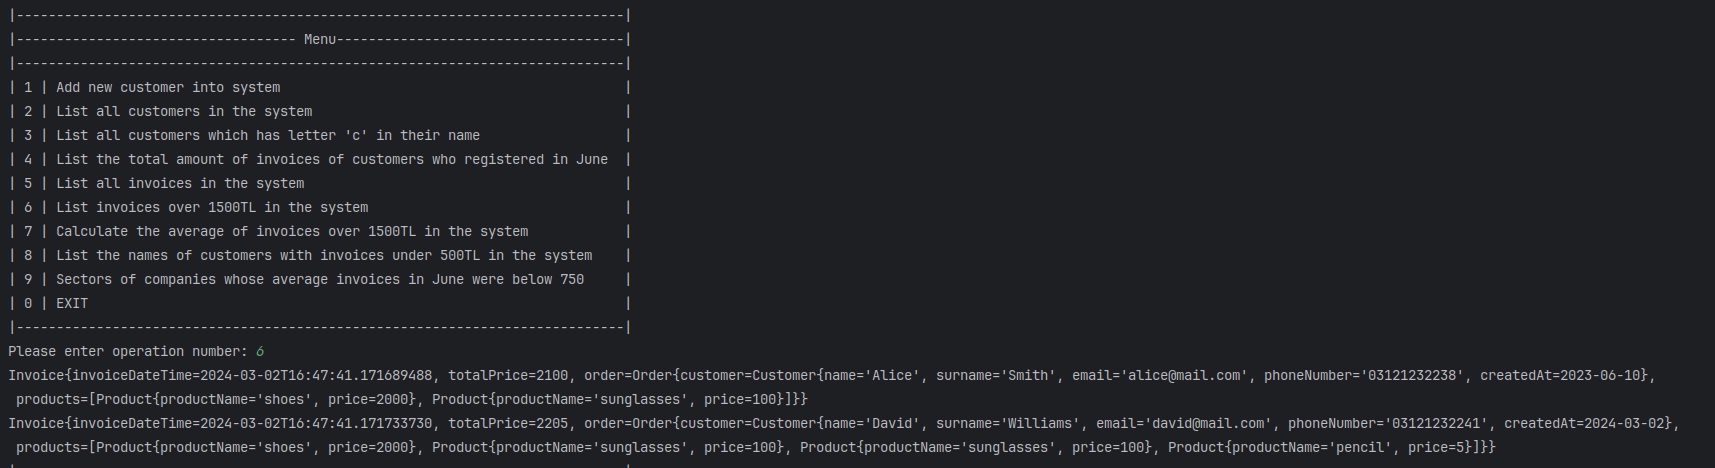 |----------------------------------------------------------------------------|
|----------------------------------- Menu------------------------------------|
|----------------------------------------------------------------------------|
| 1 | Add new customer into system                                           |
| 2 | List all customers in the system                                       |
| 3 | List all customers which has letter 'c' in their name                  |
| 4 | List the total amount of invoices of customers who registered in June  |
| 5 | List all invoices in the system                                        |
| 6 | List invoices over 1500TL in the system                                |
| 7 | Calculate the average of invoices over 1500TL in the system            |
| 8 | List the names of customers with invoices under 500TL in the system    |
| 9 | Sectors of companies whose average invoices in June were below 750     |
| 0 | EXIT                                                                   |
|----------------------------------------------------------------------------|
Please enter operation number: 6
Invoice{invoiceDateTime=2024-03-02T16:47:41.171689488, totalPrice=2100, order=Order{customer=Customer{name='Alice', surname='Smith', email='alice@mail.com', phoneNumber='03121232238', createdAt=2023-06-10},
 products=[Product{productName='shoes', price=2000}, Product{productName='sunglasses', price=100}]}}
Invoice{invoiceDateTime=2024-03-02T16:47:41.171733730, totalPrice=2205, order=Order{customer=Customer{name='David', surname='Williams', email='david@mail.com', phoneNumber='03121232241', createdAt=2024-03-02},
 products=[Product{productName='shoes', price=2000}, Product{productName='sunglasses', price=100}, Product{productName='sunglasses', price=100}, Product{productName='pencil', price=5}]}}